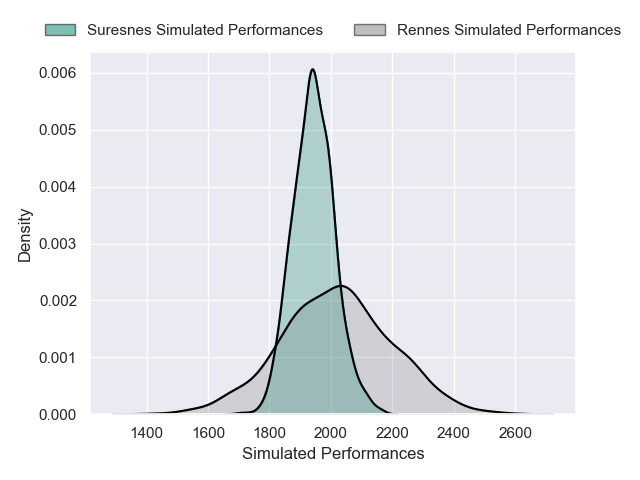 Suresnes Simulated Performances
Rennes Simulated Performances
0.006
0.005
0.004
0.003
0.002
0.001
0.000
Density
1400 1600 1800 2000 2200 2400 2600
Simulated Performances